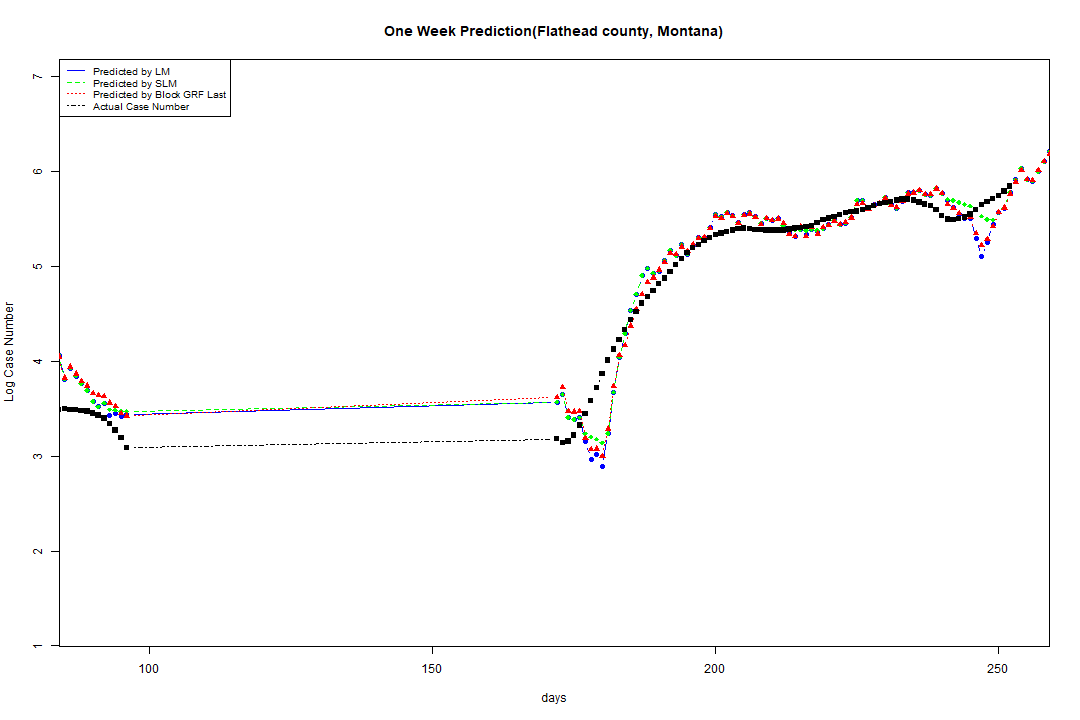 One Week Prediction(Flathead county, Montana)
Predicted by LM
Predicted by SLM
Predicted by Block GRF Last
Actual Case Number
7
6
5
4
3
2
1
Log Case Number
100 150 200 250
days